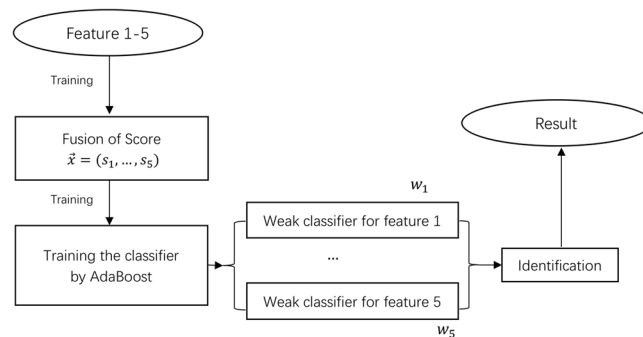 Feature 1-5
Training
Fusion of Score
x⃗ = (s₁, … , s₅)
Training
Training the classifier
by AdaBoost
w₁
Weak classifier for feature 1
...
Weak classifier for feature 5
w₅
Identification
Result